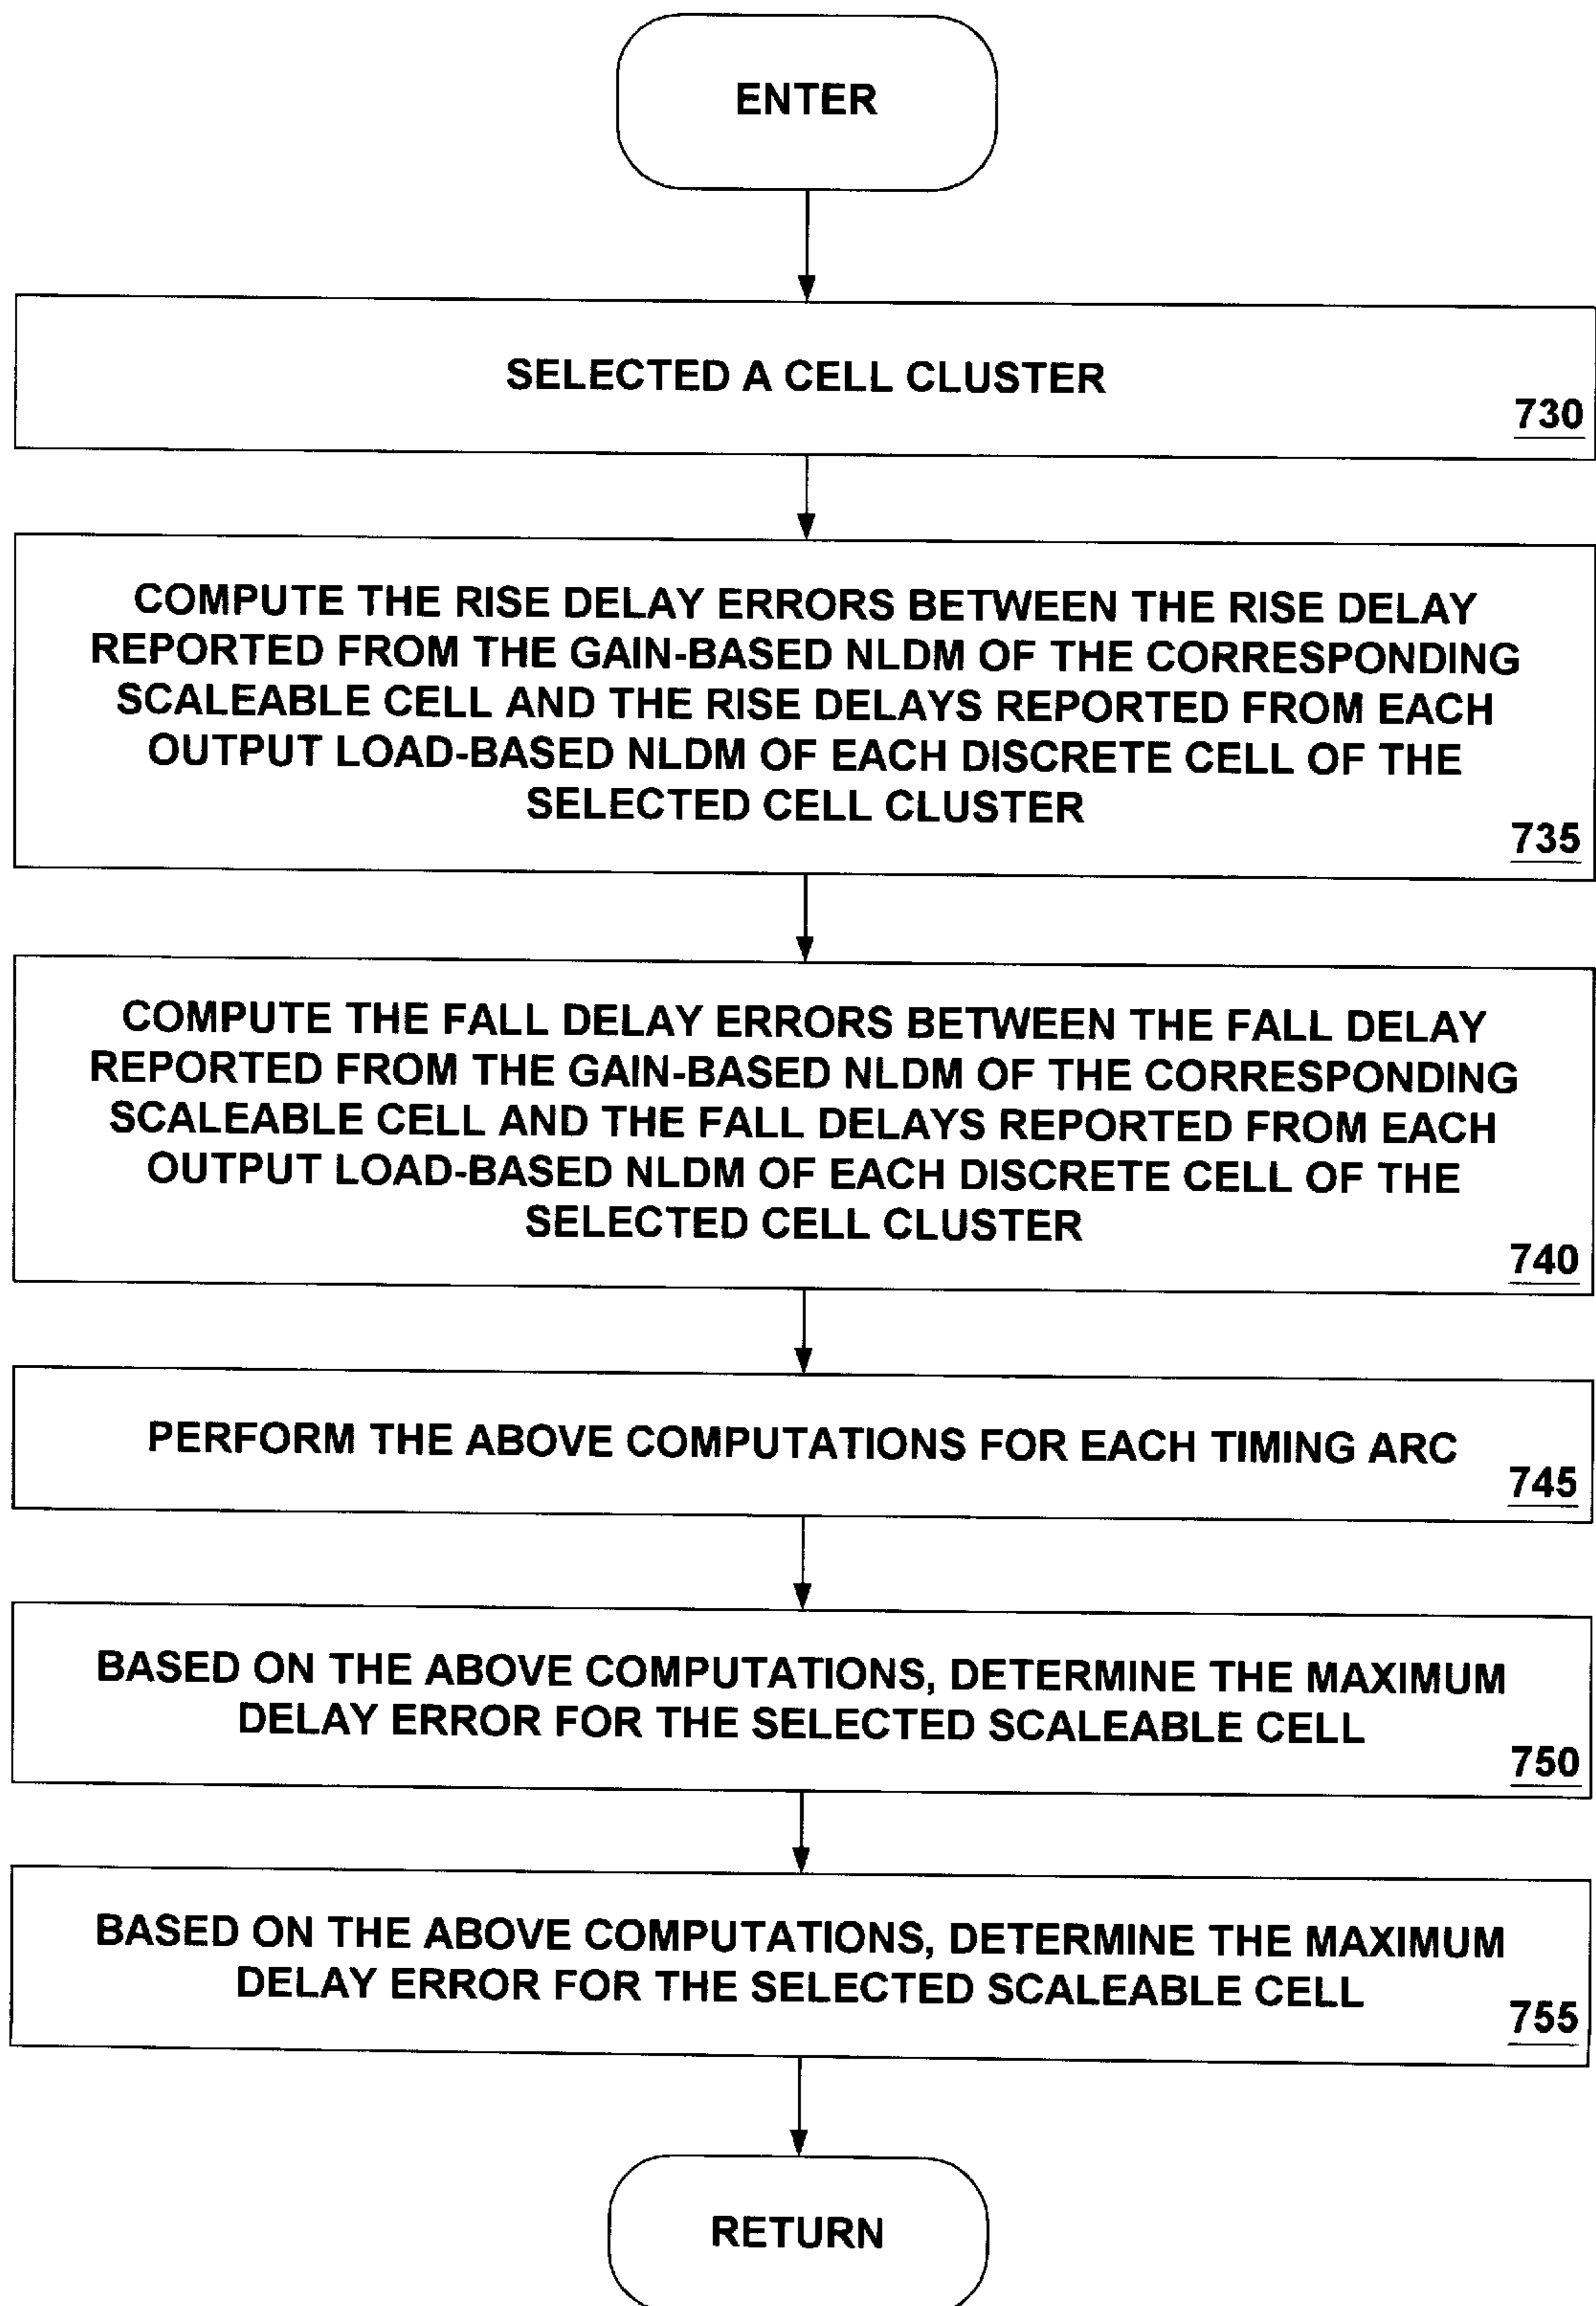 ENTER
SELECTED A CELL CLUSTER
730
COMPUTE THE RISE DELAY ERRORS BETWEEN THE RISE DELAY
REPORTED FROM THE GAIN-BASED NLDM OF THE CORRESPONDING
SCALEABLE CELL AND THE RISE DELAYS REPORTED FROM EACH
OUTPUT LOAD-BASED NLDM OF EACH DISCRETE CELL OF THE
SELECTED CELL CLUSTER
735
COMPUTE THE FALL DELAY ERRORS BETWEEN THE FALL DELAY
REPORTED FROM THE GAIN-BASED NLDM OF THE CORRESPONDING
SCALEABLE CELL AND THE FALL DELAYS REPORTED FROM EACH
OUTPUT LOAD-BASED NLDM OF EACH DISCRETE CELL OF THE
SELECTED CELL CLUSTER
740
PERFORM THE ABOVE COMPUTATIONS FOR EACH TIMING ARC
745
BASED ON THE ABOVE COMPUTATIONS, DETERMINE THE MAXIMUM
DELAY ERROR FOR THE SELECTED SCALEABLE CELL
750
BASED ON THE ABOVE COMPUTATIONS, DETERMINE THE MAXIMUM
DELAY ERROR FOR THE SELECTED SCALEABLE CELL
755
RETURN